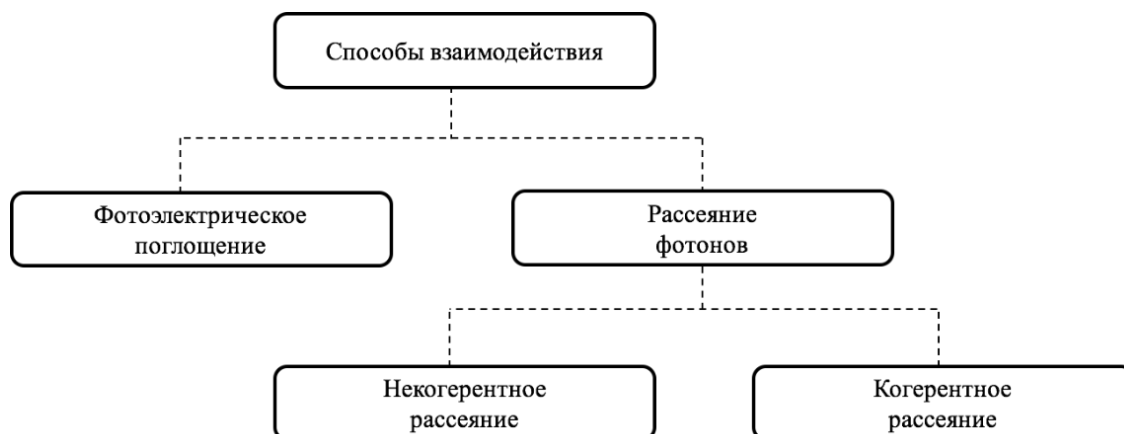 Способы взаимодействия
Фотоэлектрическое
поглощение
Рассеяние
фотонов
Некогерентное
рассеяние
Когерентное
рассеяние